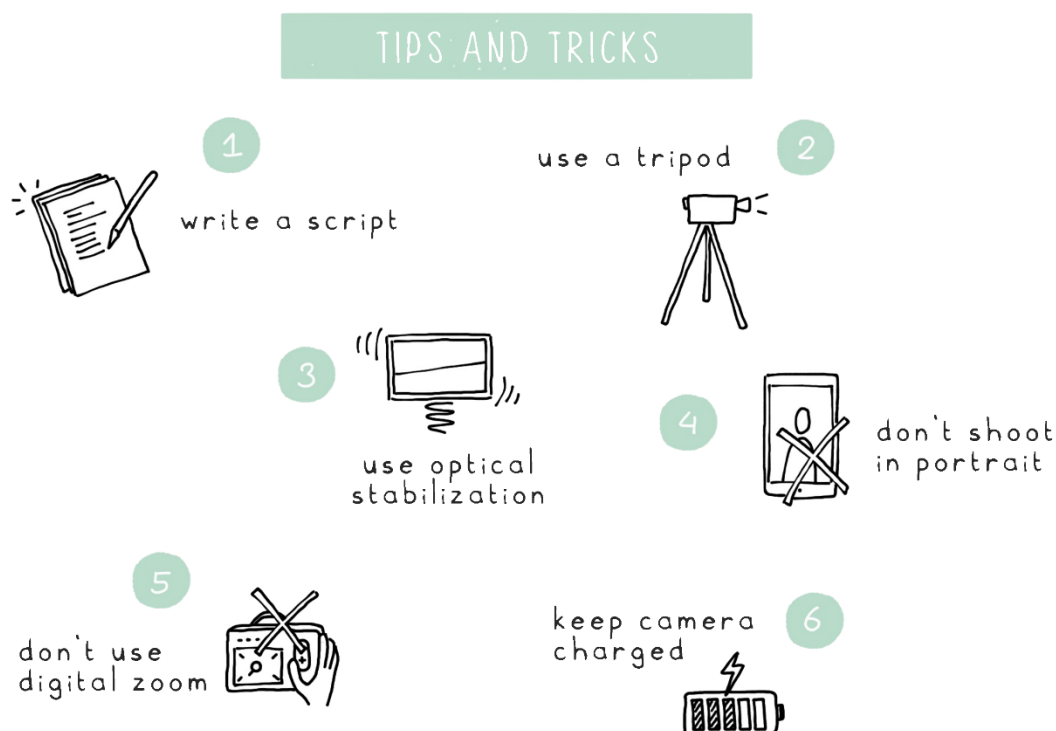 TIPS AND TRICKS
1
write a script
2
use a tripod
3
use optical
stabilization
4
don't shoot
in portrait
5
don't use
digital zoom
6
keep camera
charged